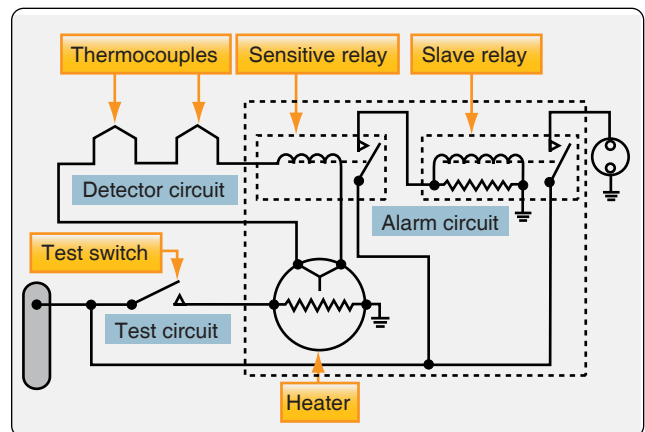 Thermocouples
Sensitive relay
Slave relay
Detector circuit
Alarm circuit
Test switch
Test circuit
Heater